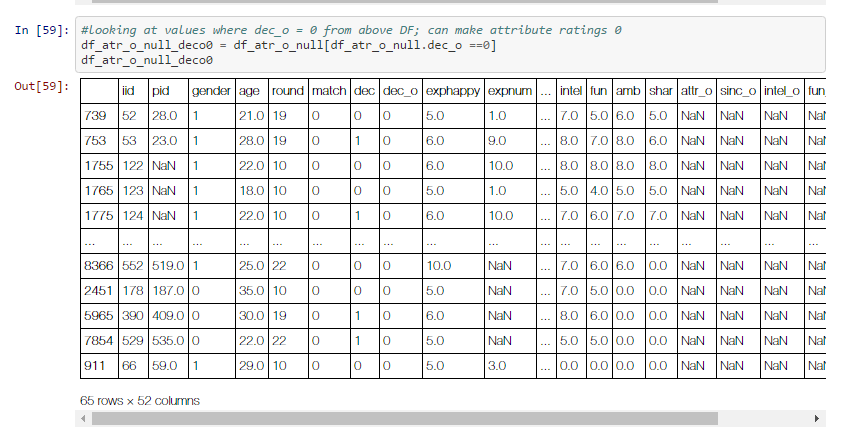 In [59]: #looking at values where dec_o = 0 from above DF; can make attribute ratings 0
df_atr_o_null_deco0 = df_atr_o_null[df_atr_o_null.dec_o ==0]
df_atr_o_null_deco0
Out[59]:
iid pid gender age round match dec dec_o exphappy expnum ... intel fun amb shar attr_o sinc_o intel_o fun_
739 52 28.0 1 21.0 19 0 0 0 5.0 1.0 ... 7.0 5.0 6.0 5.0 NaN NaN NaN NaN
753 53 23.0 1 28.0 19 0 1 0 6.0 9.0 ... 8.0 7.0 8.0 6.0 NaN NaN NaN NaN
1755 122 NaN 1 22.0 10 0 0 0 6.0 10.0 ... 8.0 8.0 8.0 8.0 NaN NaN NaN NaN
1765 123 NaN 1 18.0 10 0 0 0 5.0 1.0 ... 5.0 4.0 5.0 5.0 NaN NaN NaN NaN
1775 124 NaN 1 22.0 10 0 1 0 6.0 10.0 ... 7.0 6.0 7.0 7.0 NaN NaN NaN NaN
... ... ... ... ... ... ... ... ... ... ... ... ... ... ... ... ... ... ... ...
8366 552 519.0 1 25.0 22 0 0 0 10.0 NaN ... 7.0 6.0 6.0 0.0 NaN NaN NaN NaN
2451 178 187.0 0 35.0 10 0 0 0 5.0 NaN ... 7.0 5.0 0.0 0.0 NaN NaN NaN NaN
5965 390 409.0 0 30.0 19 0 1 0 6.0 NaN ... 8.0 6.0 0.0 0.0 NaN NaN NaN NaN
7854 529 535.0 0 22.0 22 0 1 0 5.0 NaN ... 5.0 5.0 0.0 0.0 NaN NaN NaN NaN
911 66 59.0 1 29.0 10 0 0 0 5.0 3.0 ... 0.0 0.0 0.0 0.0 NaN NaN NaN NaN
65 rows × 52 columns